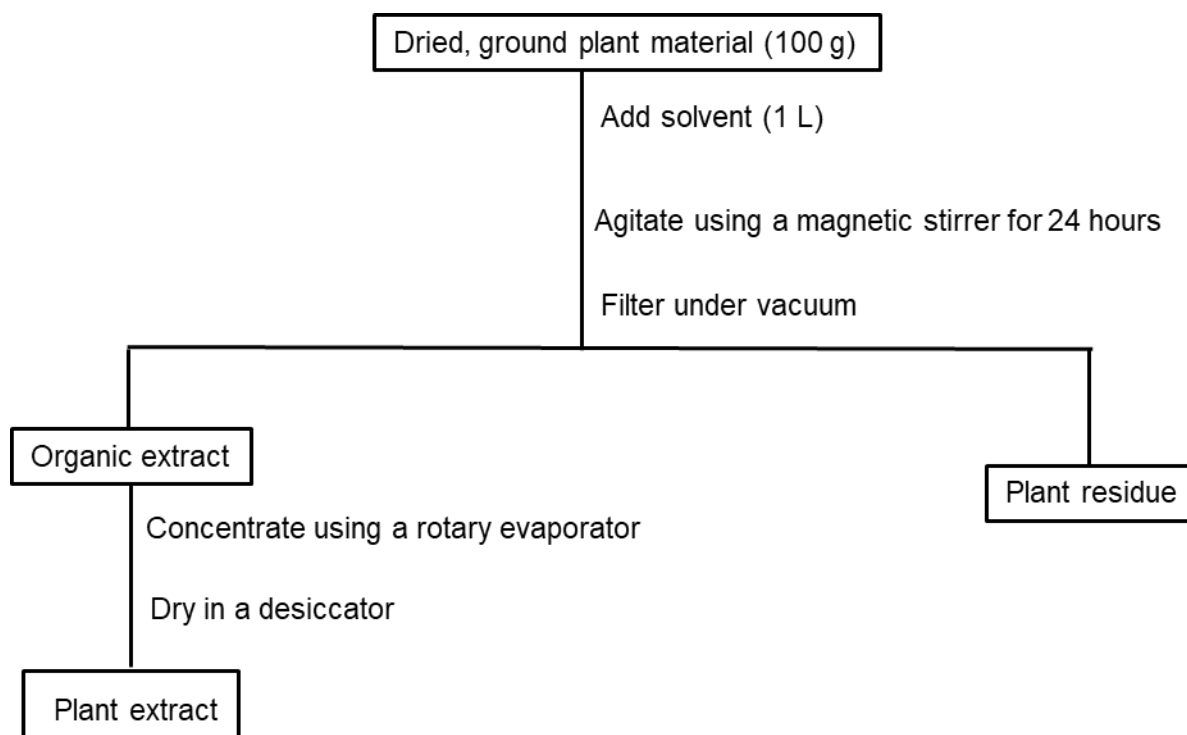 Dried, ground plant material (100 g)
Add solvent (1 L)
Agitate using a magnetic stirrer for 24 hours
Filter under vacuum
Organic extract
Plant residue
Concentrate using a rotary evaporator
Dry in a desiccator
Plant extract